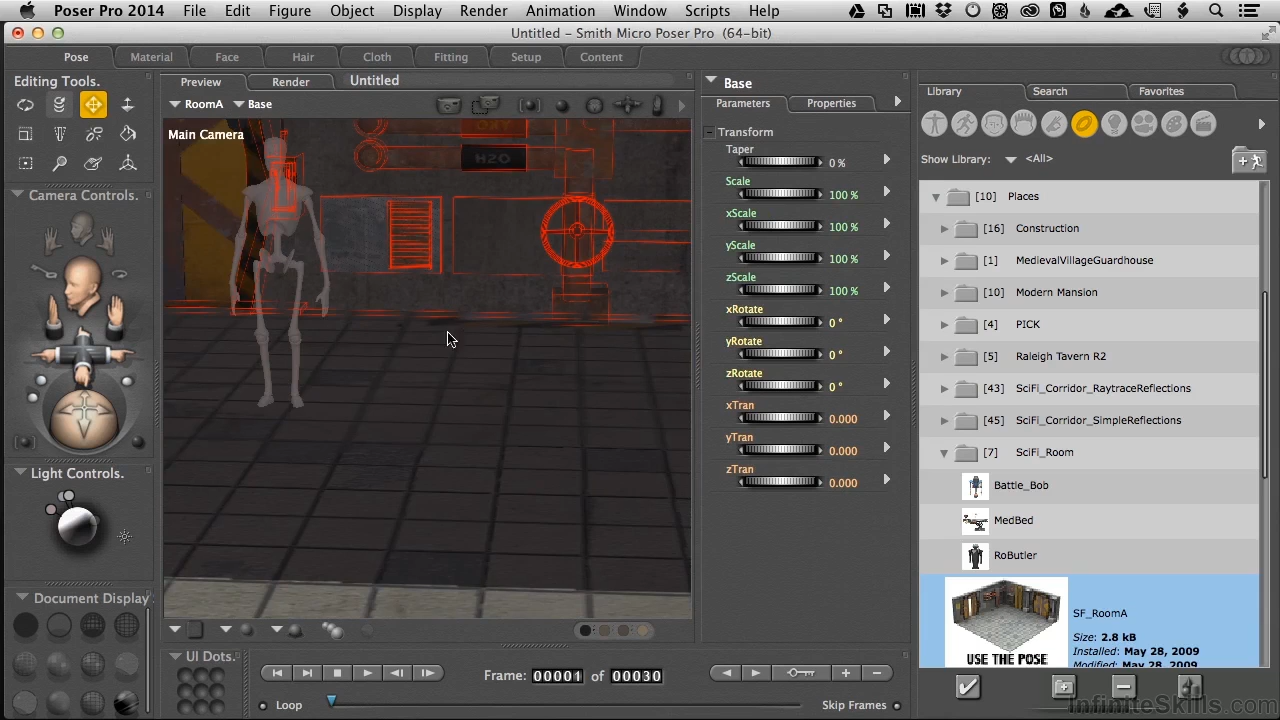 Poser Pro 2014 File Edit Figure Object Display Render Animation Window Scripts Help
Untitled – Smith Micro Poser Pro (64-bit)
Pose Material Face Hair Cloth Fitting Setup Content
Editing Tools.
Preview Render Untitled
RoomA Base
Main Camera
OXY
H2O
Camera Controls.
Light Controls.
Document Display
UI Dots.
Base
Parameters Properties
Transform
Taper
0 %
Scale
100 %
xScale
100 %
yScale
100 %
zScale
100 %
xRotate
0 °
yRotate
0 °
zRotate
0 °
xTran
0.000
yTran
0.000
zTran
0.000
Library Search Favorites
Show Library: <All>
[10] Places
[16] Construction
[1] MedievalVillageGuardhouse
[10] Modern Mansion
[4] PICK
[5] Raleigh Tavern R2
[43] SciFi_Corridor_RaytraceReflections
[45] SciFi_Corridor_SimpleReflections
[7] SciFi_Room
Battle_Bob
MedBed
RoButler
SF_RoomA
Size: 2.8 kB
Installed: May 28, 2009
Modified: May 28, 2009
USE THE POSE
Frame: 00001 of 00030
Loop
Skip Frames
InfiniteSkills.com